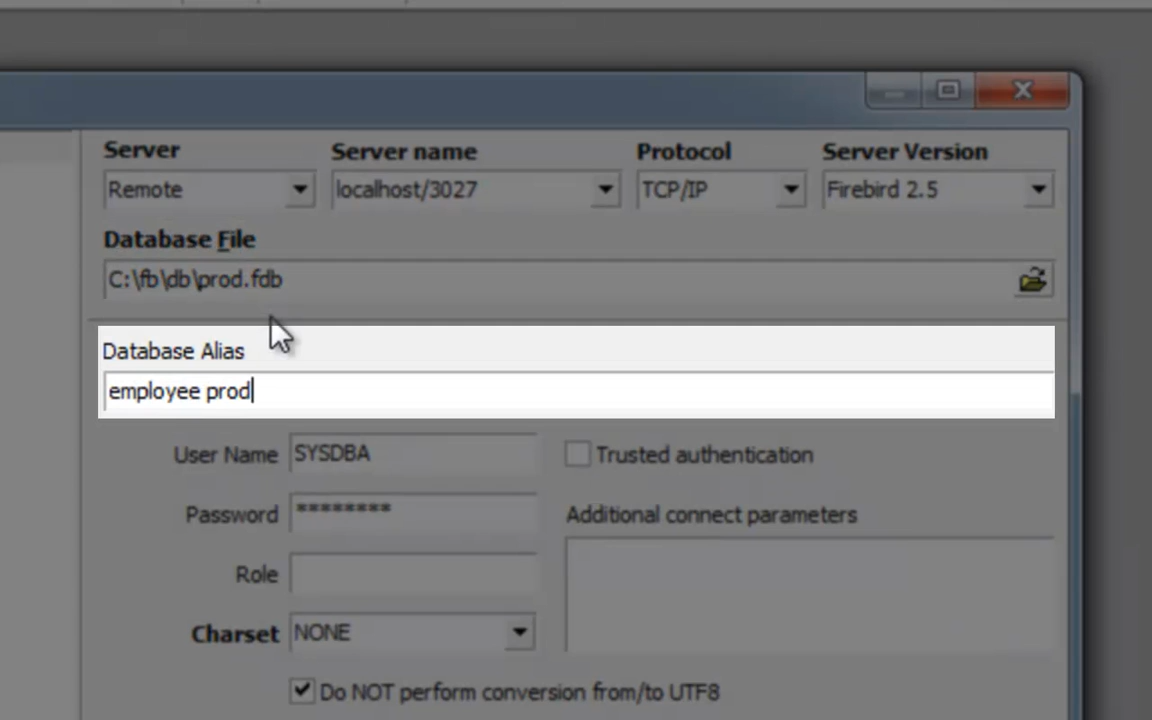 Server Server name Protocol Server Version
Remote localhost/3027 TCP/IP Firebird 2.5
Database File
C:\fb\db\prod.fdb
Database Alias
employee prod
User Name SYSDBA Trusted authentication
Password ******** Additional connect parameters
Role
Charset NONE
Do NOT perform conversion from/to UTF8